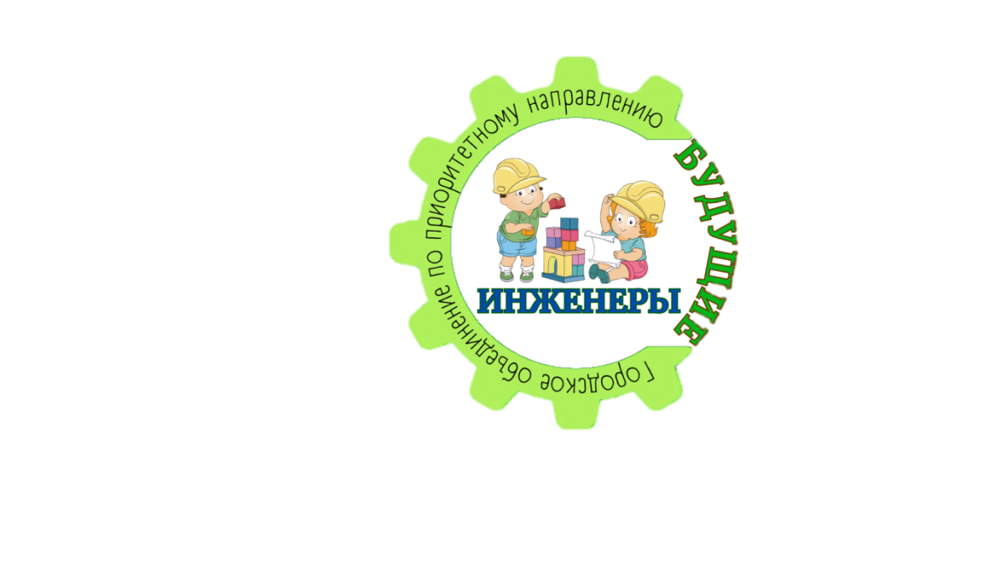 Городское объединение по приоритетному направлению
БУДУЩИЕ
ИНЖЕНЕРЫ